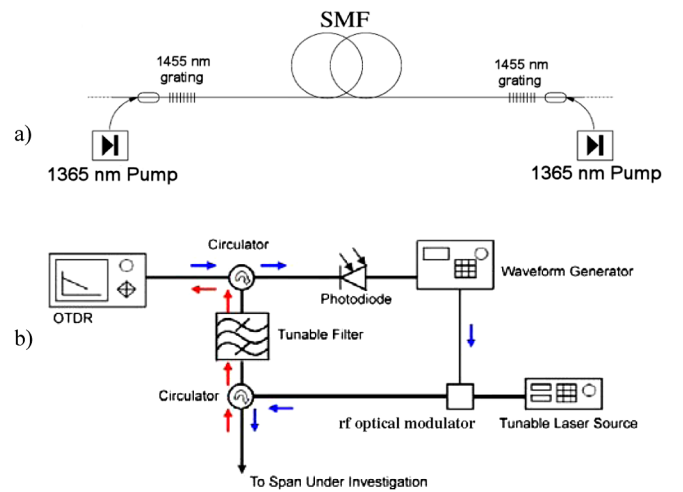 SMF
1455 nm
grating
1455 nm
grating
a)
1365 nm Pump
1365 nm Pump
Circulator
OTDR
Photodiode
Waveform Generator
b)
Tunable Filter
Circulator
rf optical modulator
Tunable Laser Source
To Span Under Investigation